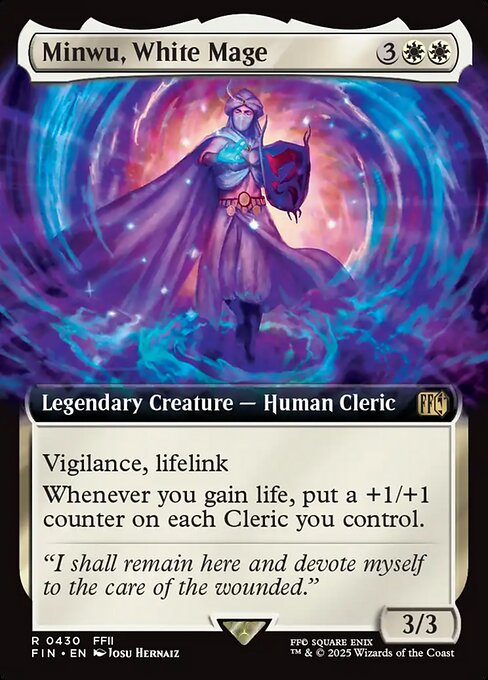 Minwu, White Mage 3
Legendary Creature — Human Cleric
Vigilance, lifelink
Whenever you gain life, put a +1/+1
counter on each Cleric you control.
“I shall remain here and devote myself
to the care of the wounded.”
3/3
R 0430 FFII
FIN • EN Josu Hernaiz
FF© SQUARE ENIX
™ & © 2025 Wizards of the Coast